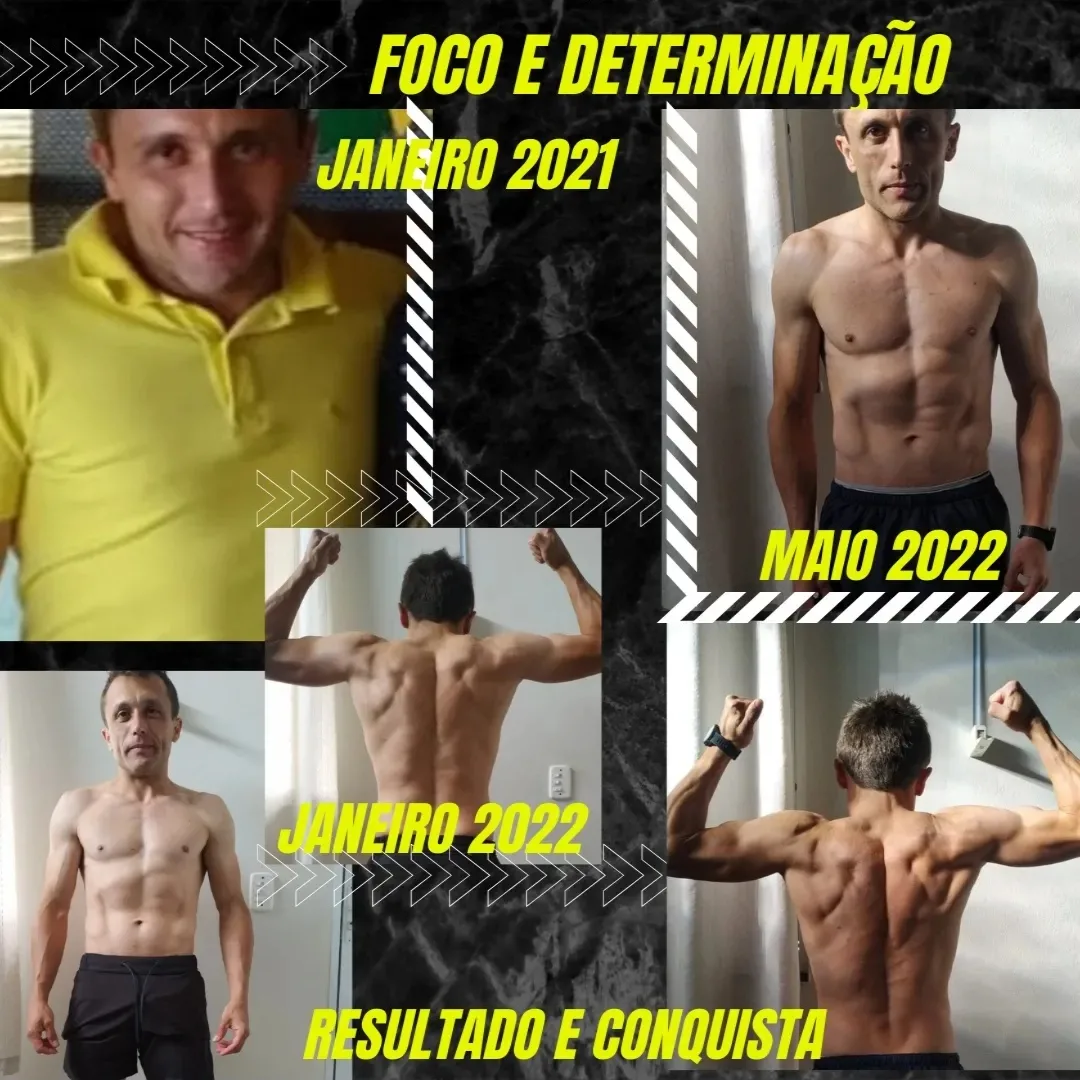 FOCO E DETERMINAÇÃO
JANEIRO 2021
MAIO 2022
JANEIRO 2022
RESULTADO E CONQUISTA